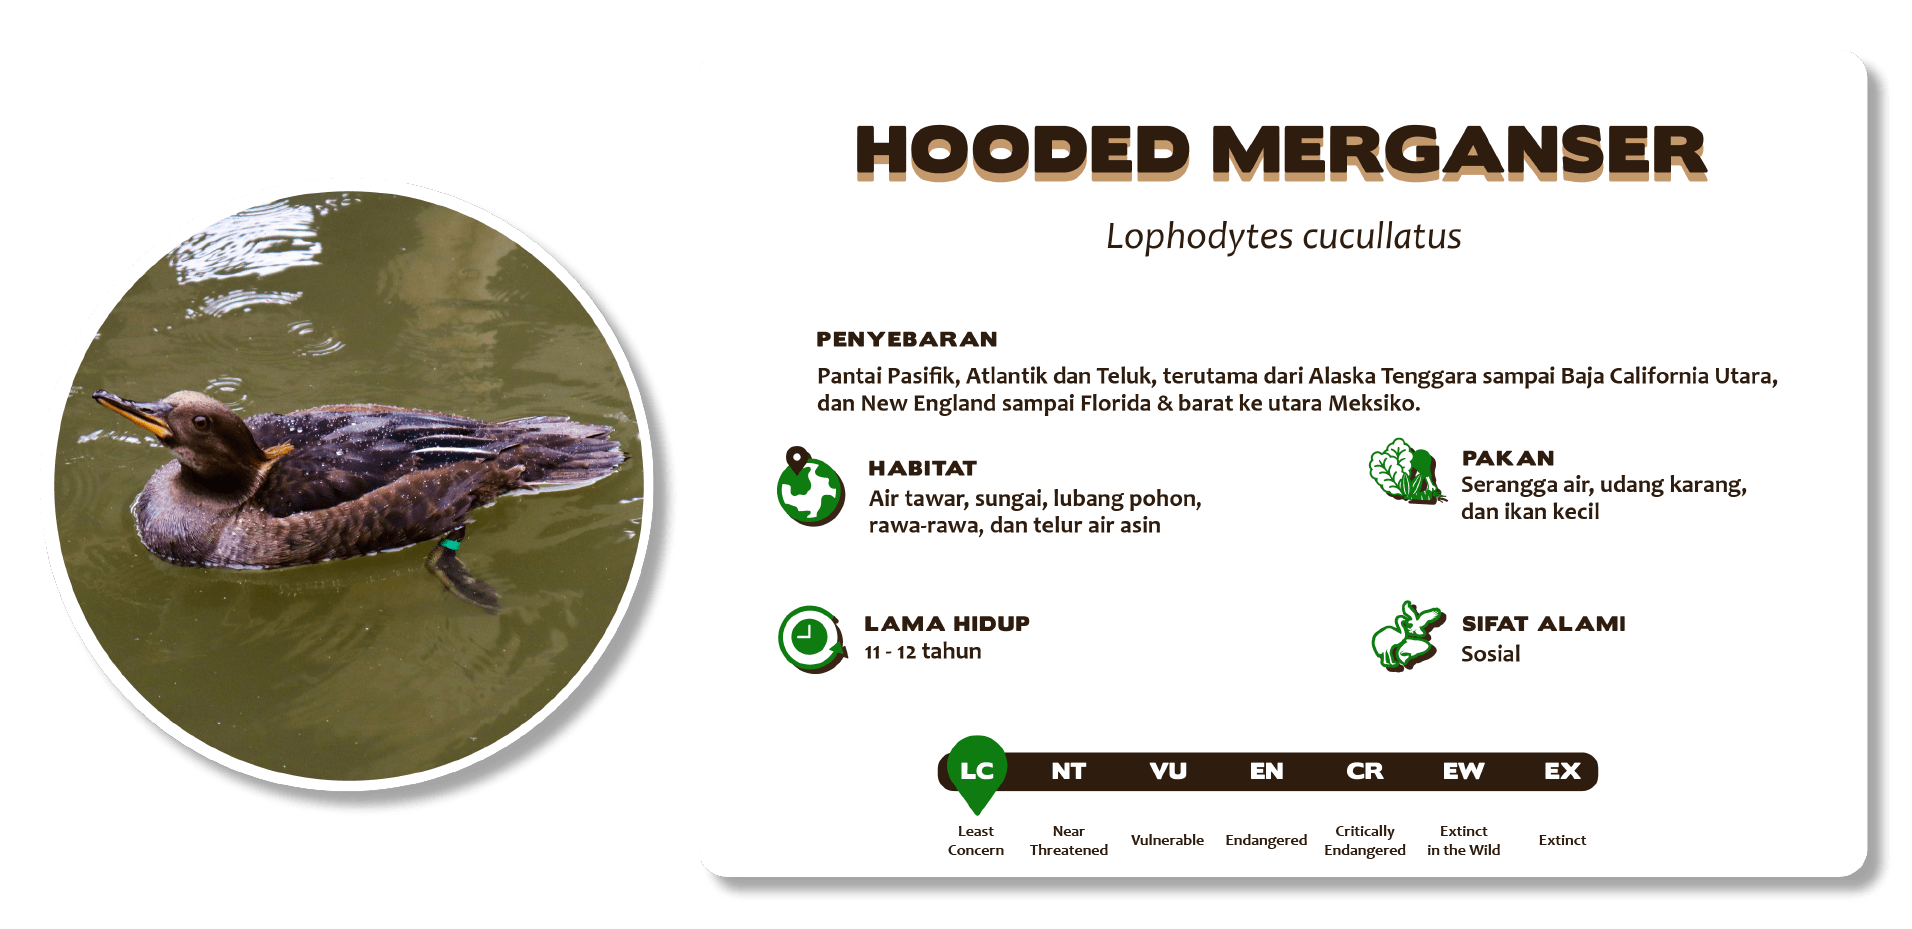 HOODED MERGANSER
Lophodytes cucullatus
PENYEBARAN
Pantai Pasifik, Atlantik dan Teluk, terutama dari Alaska Tenggara sampai Baja California Utara,
dan New England sampai Florida & barat ke utara Meksiko.
HABITAT
Air tawar, sungai, lubang pohon,
rawa-rawa, dan telur air asin
PAKAN
Serangga air, udang karang,
dan ikan kecil
LAMA HIDUP
11 - 12 tahun
SIFAT ALAMI
Sosial
LC NT VU EN CR EW EX
Least Near Critically Extinct
Vulnerable Endangered Extinct
Concern Threatened Endangered in the Wild